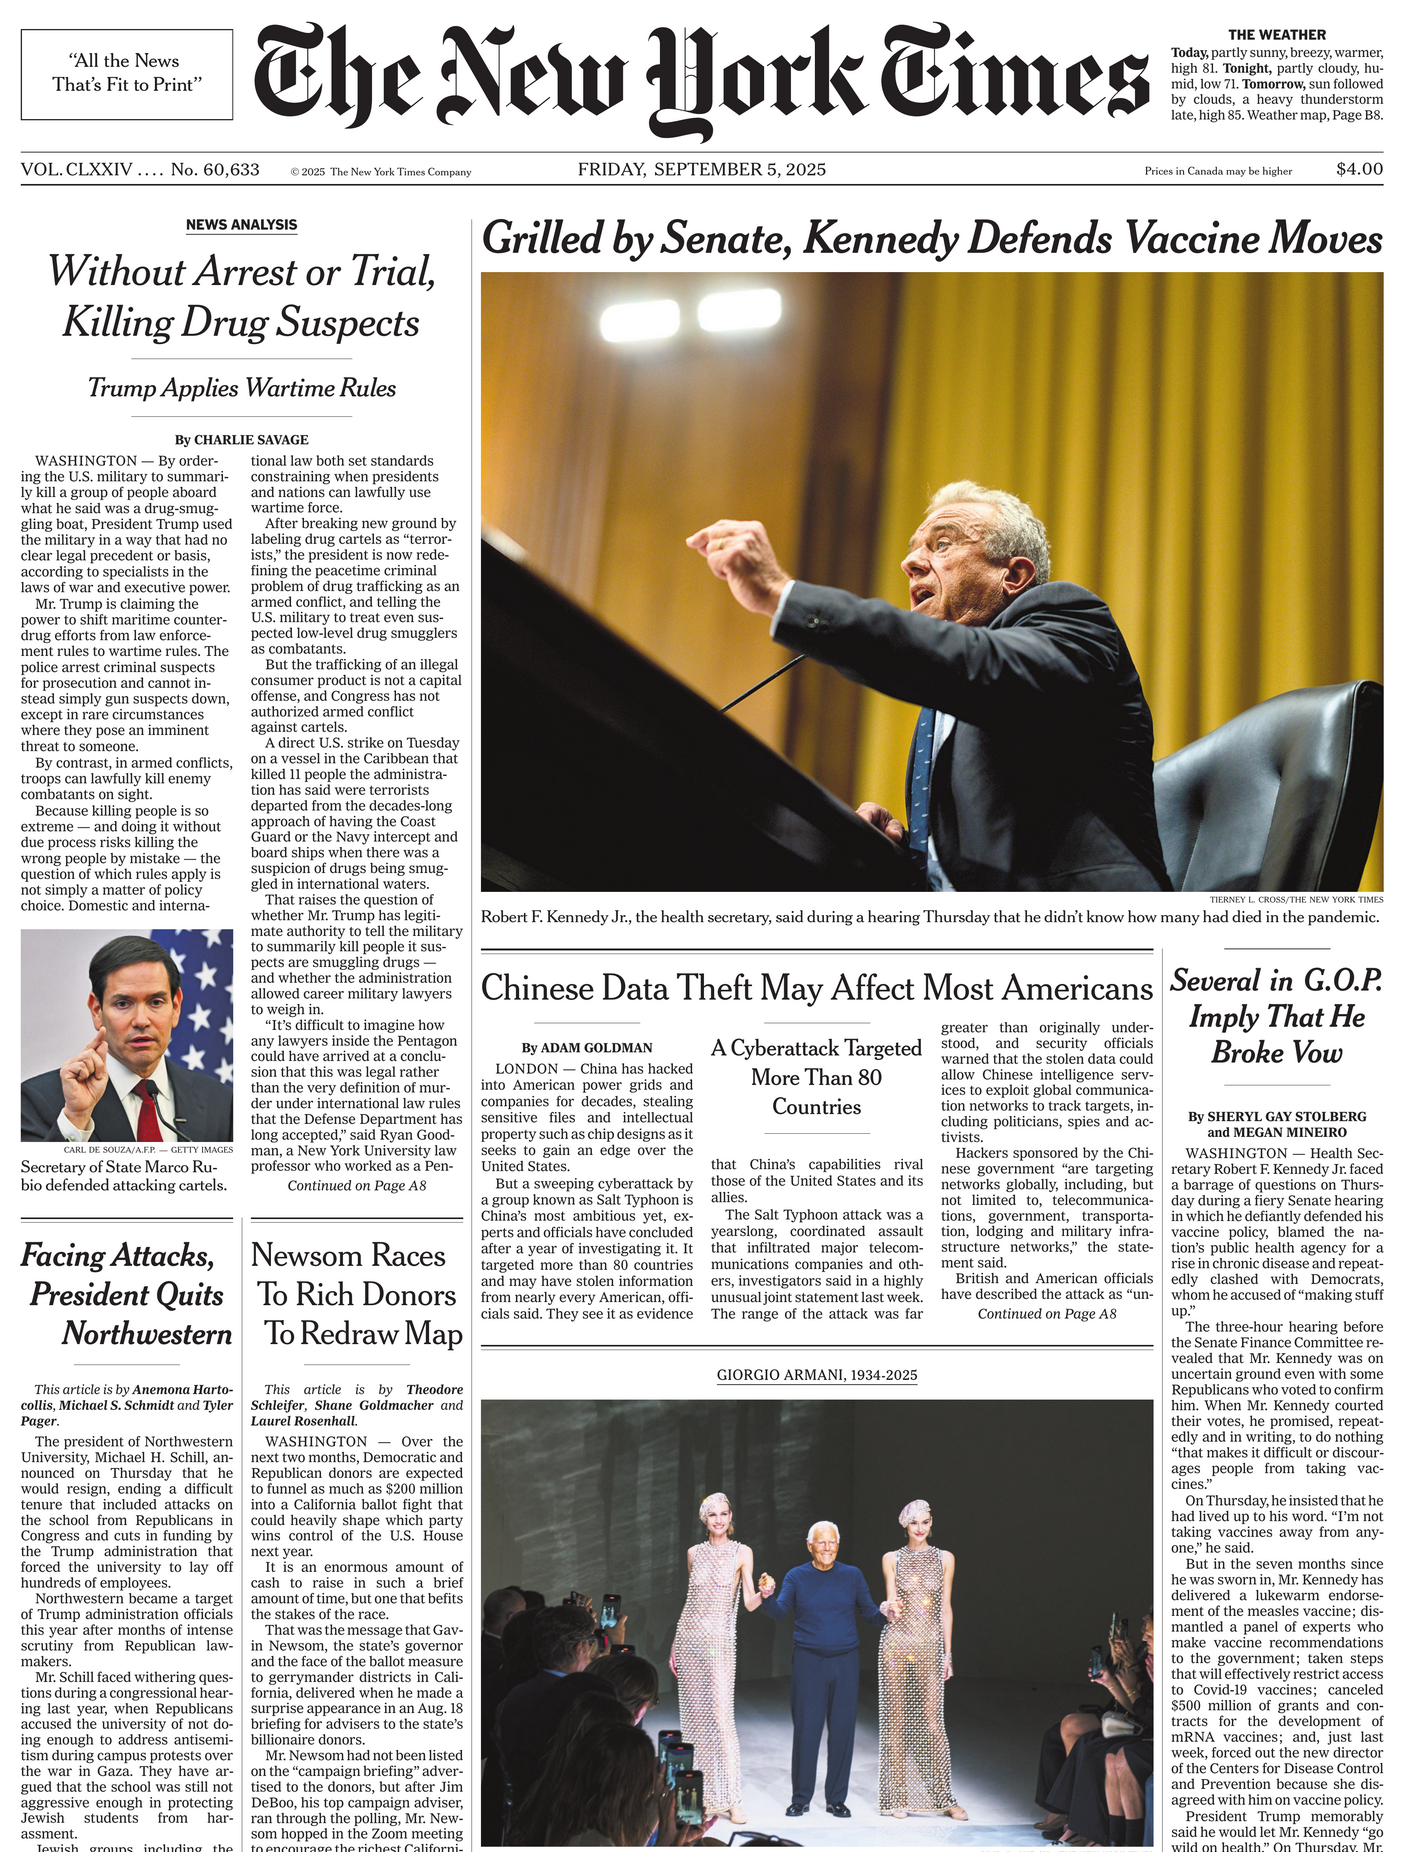 “All the News
That’s Fit to Print”
The New York Times
THE WEATHER
Today, partly sunny, breezy, warmer,
high 81. Tonight, partly cloudy, hu-
mid, low 71. Tomorrow, sun followed
by clouds, a heavy thunderstorm
late, high 85. Weather map, Page B8.
VOL. CLXXIV .... No. 60,633
© 2025 The New York Times Company
FRIDAY, SEPTEMBER 5, 2025
Prices in Canada may be higher
$4.00
NEWS ANALYSIS
Without Arrest or Trial,
Killing Drug Suspects
Trump Applies Wartime Rules
By CHARLIE SAVAGE
WASHINGTON — By order-
ing the U.S. military to summari-
ly kill a group of people aboard
what he said was a drug-smug-
gling boat, President Trump used
the military in a way that had no
clear legal precedent or basis,
according to specialists in the
laws of war and executive power.
Mr. Trump is claiming the
power to shift maritime counter-
drug efforts from law enforce-
ment rules to wartime rules. The
police arrest criminal suspects
for prosecution and cannot in-
stead simply gun suspects down,
except in rare circumstances
where they pose an imminent
threat to someone.
By contrast, in armed conflicts,
troops can lawfully kill enemy
combatants on sight.
Because killing people is so
extreme — and doing it without
due process risks killing the
wrong people by mistake — the
question of which rules apply is
not simply a matter of policy
choice. Domestic and interna-
CARL DE SOUZA/A.F.P. — GETTY IMAGES
Secretary of State Marco Ru-
bio defended attacking cartels.
tional law both set standards
constraining when presidents
and nations can lawfully use
wartime force.
After breaking new ground by
labeling drug cartels as “terror-
ists,” the president is now rede-
fining the peacetime criminal
problem of drug trafficking as an
armed conflict, and telling the
U.S. military to treat even sus-
pected low-level drug smugglers
as combatants.
But the trafficking of an illegal
consumer product is not a capital
offense, and Congress has not
authorized armed conflict
against cartels.
A direct U.S. strike on Tuesday
on a vessel in the Caribbean that
killed 11 people the administra-
tion has said were terrorists
departed from the decades-long
approach of having the Coast
Guard or the Navy intercept and
board ships when there was a
suspicion of drugs being smug-
gled in international waters.
That raises the question of
whether Mr. Trump has legiti-
mate authority to tell the military
to summarily kill people it sus-
pects are smuggling drugs —
and whether the administration
allowed career military lawyers
to weigh in.
“It’s difficult to imagine how
any lawyers inside the Pentagon
could have arrived at a conclu-
sion that this was legal rather
than the very definition of mur-
der under international law rules
that the Defense Department has
long accepted,” said Ryan Good-
man, a New York University law
professor who worked as a Pen-
Continued on Page A8
Grilled by Senate, Kennedy Defends Vaccine Moves
TIERNEY L. CROSS/THE NEW YORK TIMES
Robert F. Kennedy Jr., the health secretary, said during a hearing Thursday that he didn’t know how many had died in the pandemic.
Chinese Data Theft May Affect Most Americans
By ADAM GOLDMAN
LONDON — China has hacked
into American power grids and
companies for decades, stealing
sensitive files and intellectual
property such as chip designs as it
seeks to gain an edge over the
United States.
But a sweeping cyberattack by
a group known as Salt Typhoon is
China’s most ambitious yet, ex-
perts and officials have concluded
after a year of investigating it. It
targeted more than 80 countries
and may have stolen information
from nearly every American, offi-
cials said. They see it as evidence
A Cyberattack Targeted
More Than 80
Countries
that China’s capabilities rival
those of the United States and its
allies.
The Salt Typhoon attack was a
yearslong, coordinated assault
that infiltrated major telecom-
munications companies and oth-
ers, investigators said in a highly
unusual joint statement last week.
The range of the attack was far
greater than originally under-
stood, and security officials
warned that the stolen data could
allow Chinese intelligence serv-
ices to exploit global communica-
tion networks to track targets, in-
cluding politicians, spies and ac-
tivists.
Hackers sponsored by the Chi-
nese government “are targeting
networks globally, including, but
not limited to, telecommunica-
tions, government, transporta-
tion, lodging and military infra-
structure networks,” the state-
ment said.
British and American officials
have described the attack as “un-
Continued on Page A8
Several in G.O.P.
Imply That He
Broke Vow
By SHERYL GAY STOLBERG
and MEGAN MINEIRO
WASHINGTON — Health Sec-
retary Robert F. Kennedy Jr. faced
a barrage of questions on Thurs-
day during a fiery Senate hearing
in which he defiantly defended his
vaccine policy, blamed the na-
tion’s public health agency for a
rise in chronic disease and repeat-
edly clashed with Democrats,
whom he accused of “making stuff
up.”
The three-hour hearing before
the Senate Finance Committee re-
vealed that Mr. Kennedy was on
uncertain ground even with some
Republicans who voted to confirm
him. When Mr. Kennedy courted
their votes, he promised, repeat-
edly and in writing, to do nothing
“that makes it difficult or discour-
ages people from taking vac-
cines.”
On Thursday, he insisted that he
had lived up to his word. “I’m not
taking vaccines away from any-
one,” he said.
But in the seven months since
he was sworn in, Mr. Kennedy has
delivered a lukewarm endorse-
ment of the measles vaccine; dis-
mantled a panel of experts who
make vaccine recommendations
to the government; taken steps
that will effectively restrict access
to Covid-19 vaccines; canceled
$500 million of grants and con-
tracts for the development of
mRNA vaccines; and, just last
week, forced out the new director
of the Centers for Disease Control
and Prevention because she dis-
agreed with him on vaccine policy.
President Trump memorably
said he would let Mr. Kennedy “go
wild on health.” On Thursday, Mr.
Facing Attacks,
President Quits
Northwestern
This article is by Anemona Harto-
collis, Michael S. Schmidt and Tyler
Pager.
The president of Northwestern
University, Michael H. Schill, an-
nounced on Thursday that he
would resign, ending a difficult
tenure that included attacks on
the school from Republicans in
Congress and cuts in funding by
the Trump administration that
forced the university to lay off
hundreds of employees.
Northwestern became a target
of Trump administration officials
this year after months of intense
scrutiny from Republican law-
makers.
Mr. Schill faced withering ques-
tions during a congressional hear-
ing last year, when Republicans
accused the university of not do-
ing enough to address antisemi-
tism during campus protests over
the war in Gaza. They have ar-
gued that the school was still not
aggressive enough in protecting
Jewish students from har-
assment.
Jewish groups including the
Newsom Races
To Rich Donors
To Redraw Map
This article is by Theodore
Schleifer, Shane Goldmacher and
Laurel Rosenhall.
WASHINGTON — Over the
next two months, Democratic and
Republican donors are expected
to funnel as much as $200 million
into a California ballot fight that
could heavily shape which party
wins control of the U.S. House
next year.
It is an enormous amount of
cash to raise in such a brief
amount of time, but one that befits
the stakes of the race.
That was the message that Gav-
in Newsom, the state’s governor
and the face of the ballot measure
to gerrymander districts in Cali-
fornia, delivered when he made a
surprise appearance in an Aug. 18
briefing for advisers to the state’s
billionaire donors.
Mr. Newsom had not been listed
on the “campaign briefing” adver-
tised to the donors, but after Jim
DeBoo, his top campaign adviser,
ran through the polling, Mr. New-
som hopped in the Zoom meeting
to encourage the richest Californi-
GIORGIO ARMANI, 1934-2025